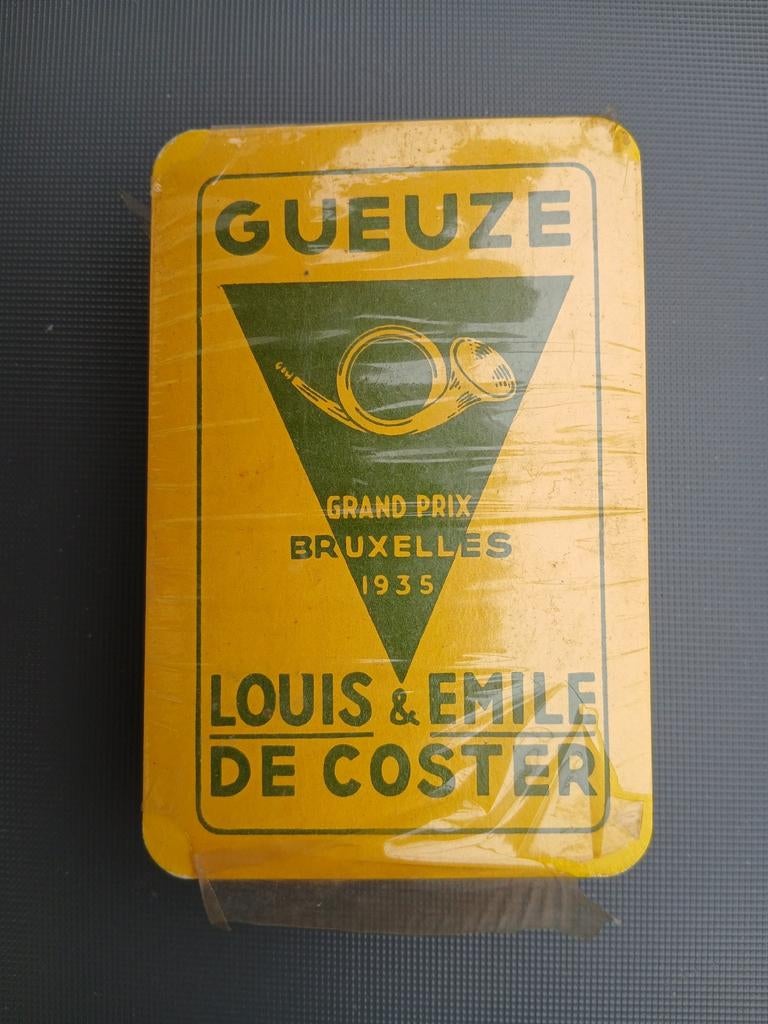 GUEUZE
GRAND PRIX
BRUXELLES
1935
LOUIS & EMILE
DE COSTER